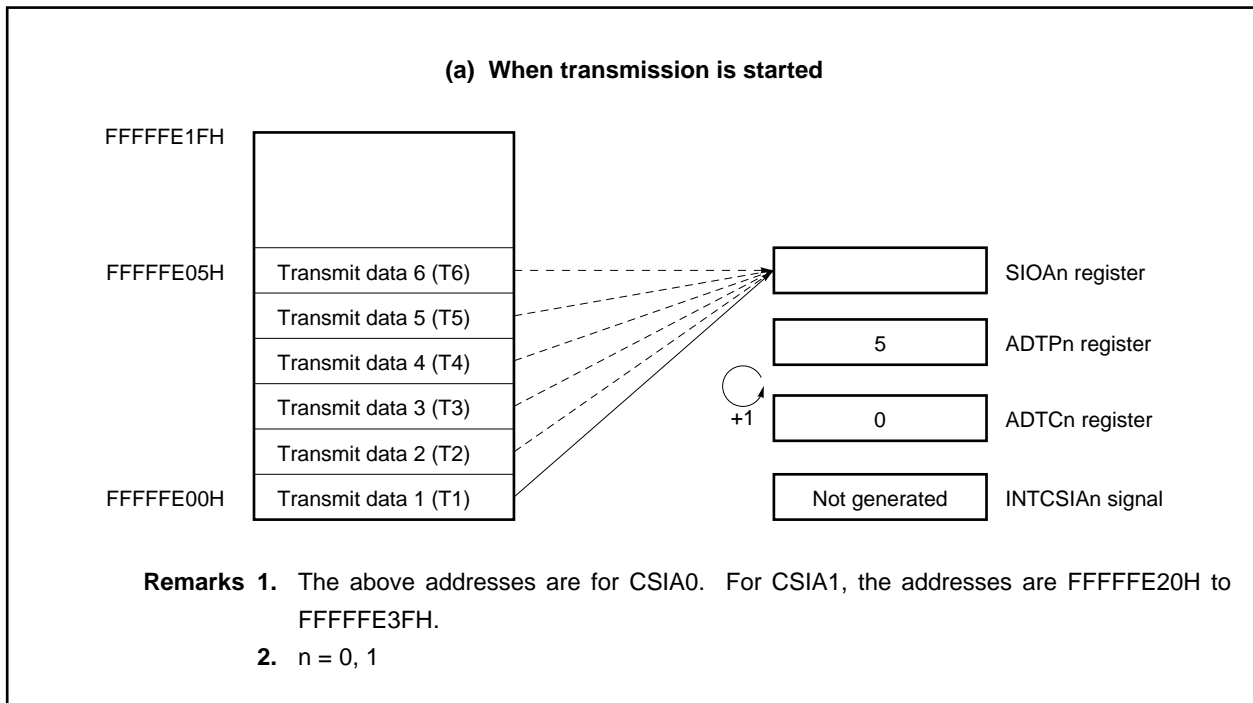 (a) When transmission is started
FFFFFE1FH
FFFFFE05H
Transmit data 6 (T6)
SIOAn register
Transmit data 5 (T5)
5
ADTPn register
Transmit data 4 (T4)
Transmit data 3 (T3)
+1
0
ADTCn register
Transmit data 2 (T2)
FFFFFE00H
Transmit data 1 (T1)
Not generated
INTCSIAn signal
Remarks 1. The above addresses are for CSIA0. For CSIA1, the addresses are FFFFFE20H to
FFFFFE3FH.
2. n = 0, 1